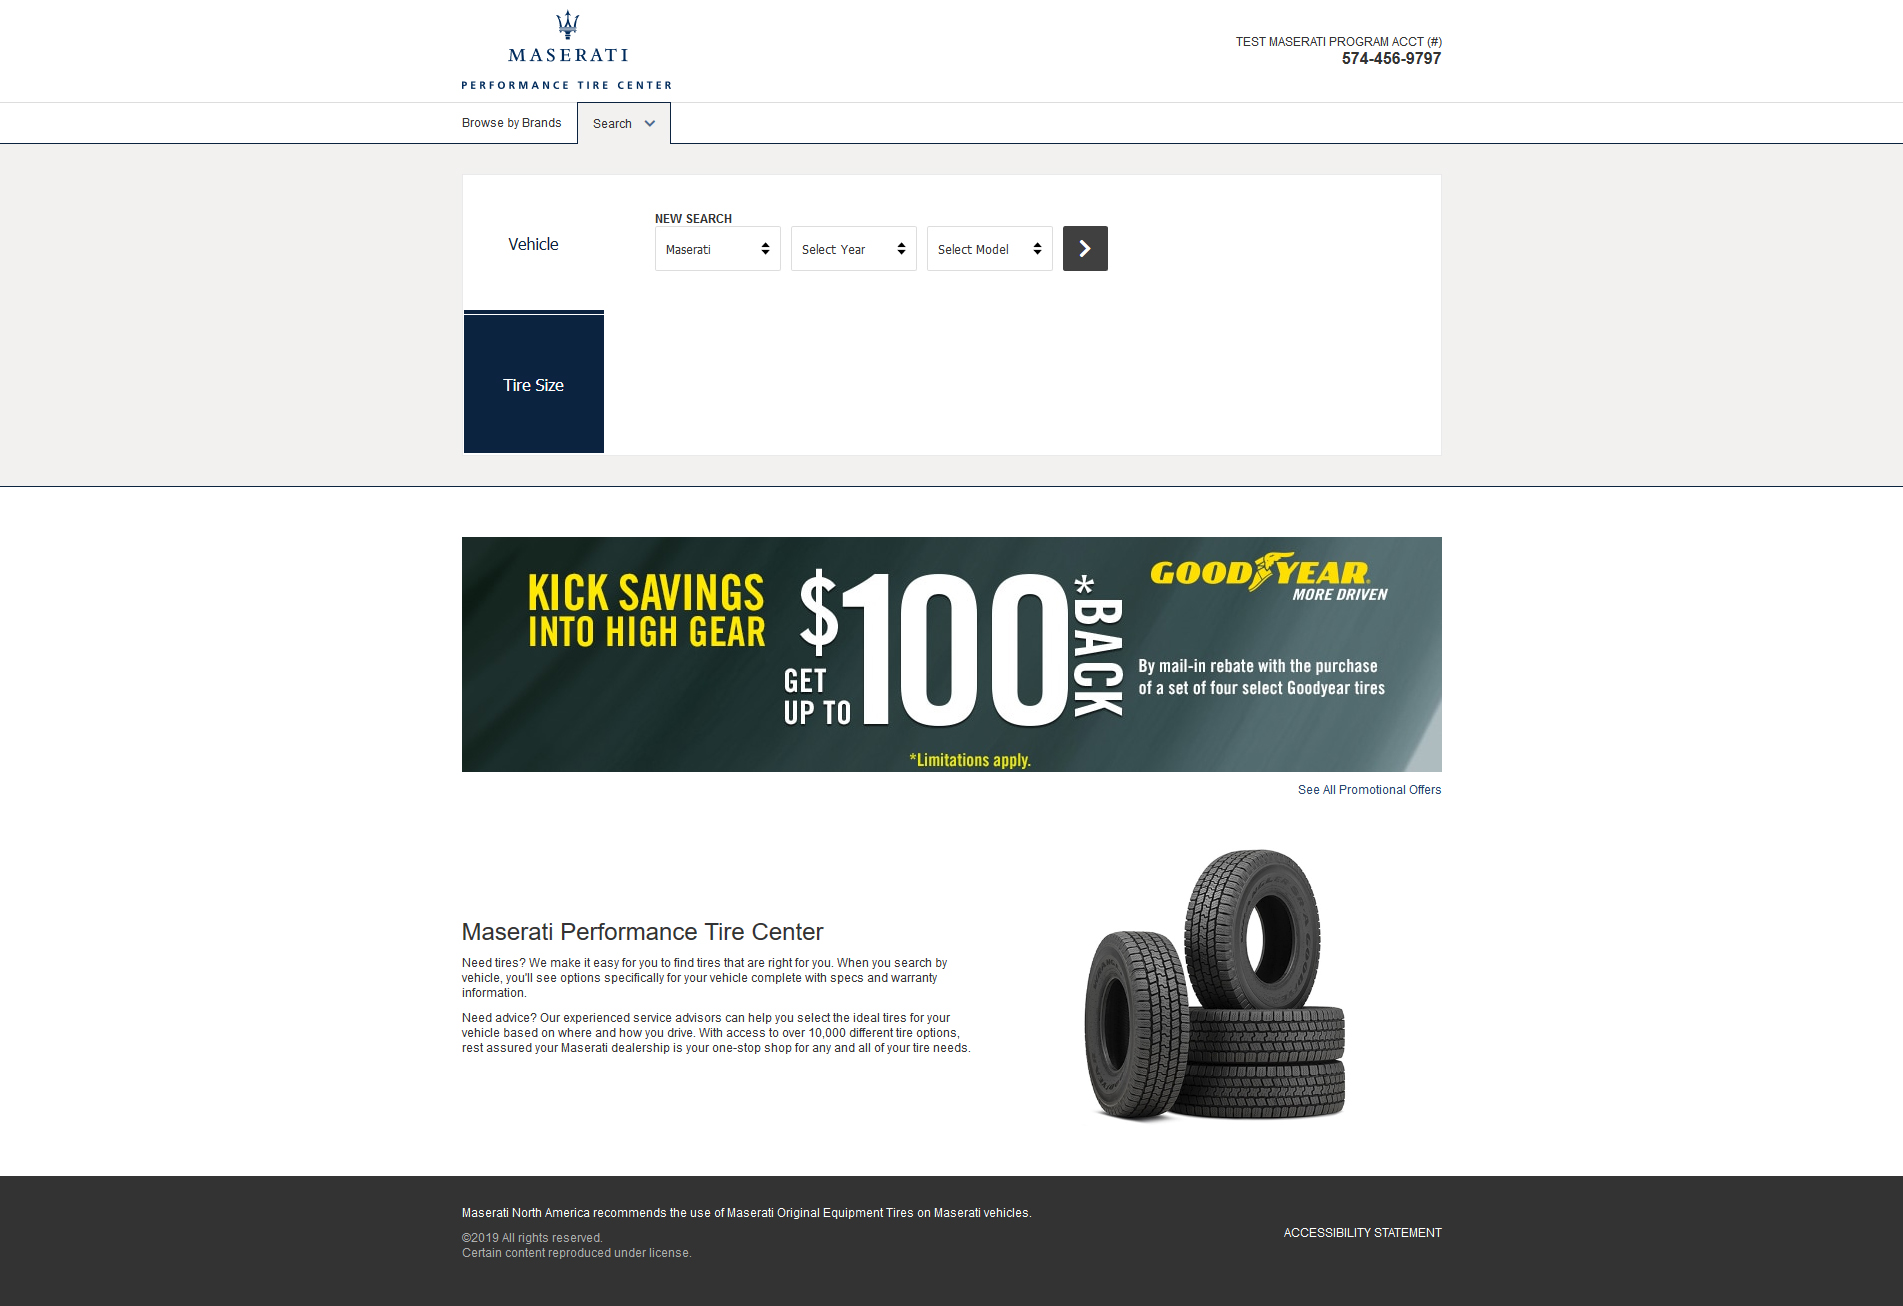 MASERATI
PERFORMANCE TIRE CENTER
TEST MASERATI PROGRAM ACCT (#)
574-456-9797
Browse by Brands
Search
Vehicle
NEW SEARCH
Maserati
Select Year
Select Model
Tire Size
KICK SAVINGS
INTO HIGH GEAR
GET
UP TO
$100*
BACK
GOODYEAR
MORE DRIVEN
By mail-in rebate with the purchase
of a set of four select Goodyear tires
*Limitations apply.
See All Promotional Offers
Maserati Performance Tire Center
Need tires? We make it easy for you to find tires that are right for you. When you search by
vehicle, you'll see options specifically for your vehicle complete with specs and warranty
information.
Need advice? Our experienced service advisors can help you select the ideal tires for your
vehicle based on where and how you drive. With access to over 10,000 different tire options,
rest assured your Maserati dealership is your one-stop shop for any and all of your tire needs.
Maserati North America recommends the use of Maserati Original Equipment Tires on Maserati vehicles.
©2019 All rights reserved.
Certain content reproduced under license.
ACCESSIBILITY STATEMENT